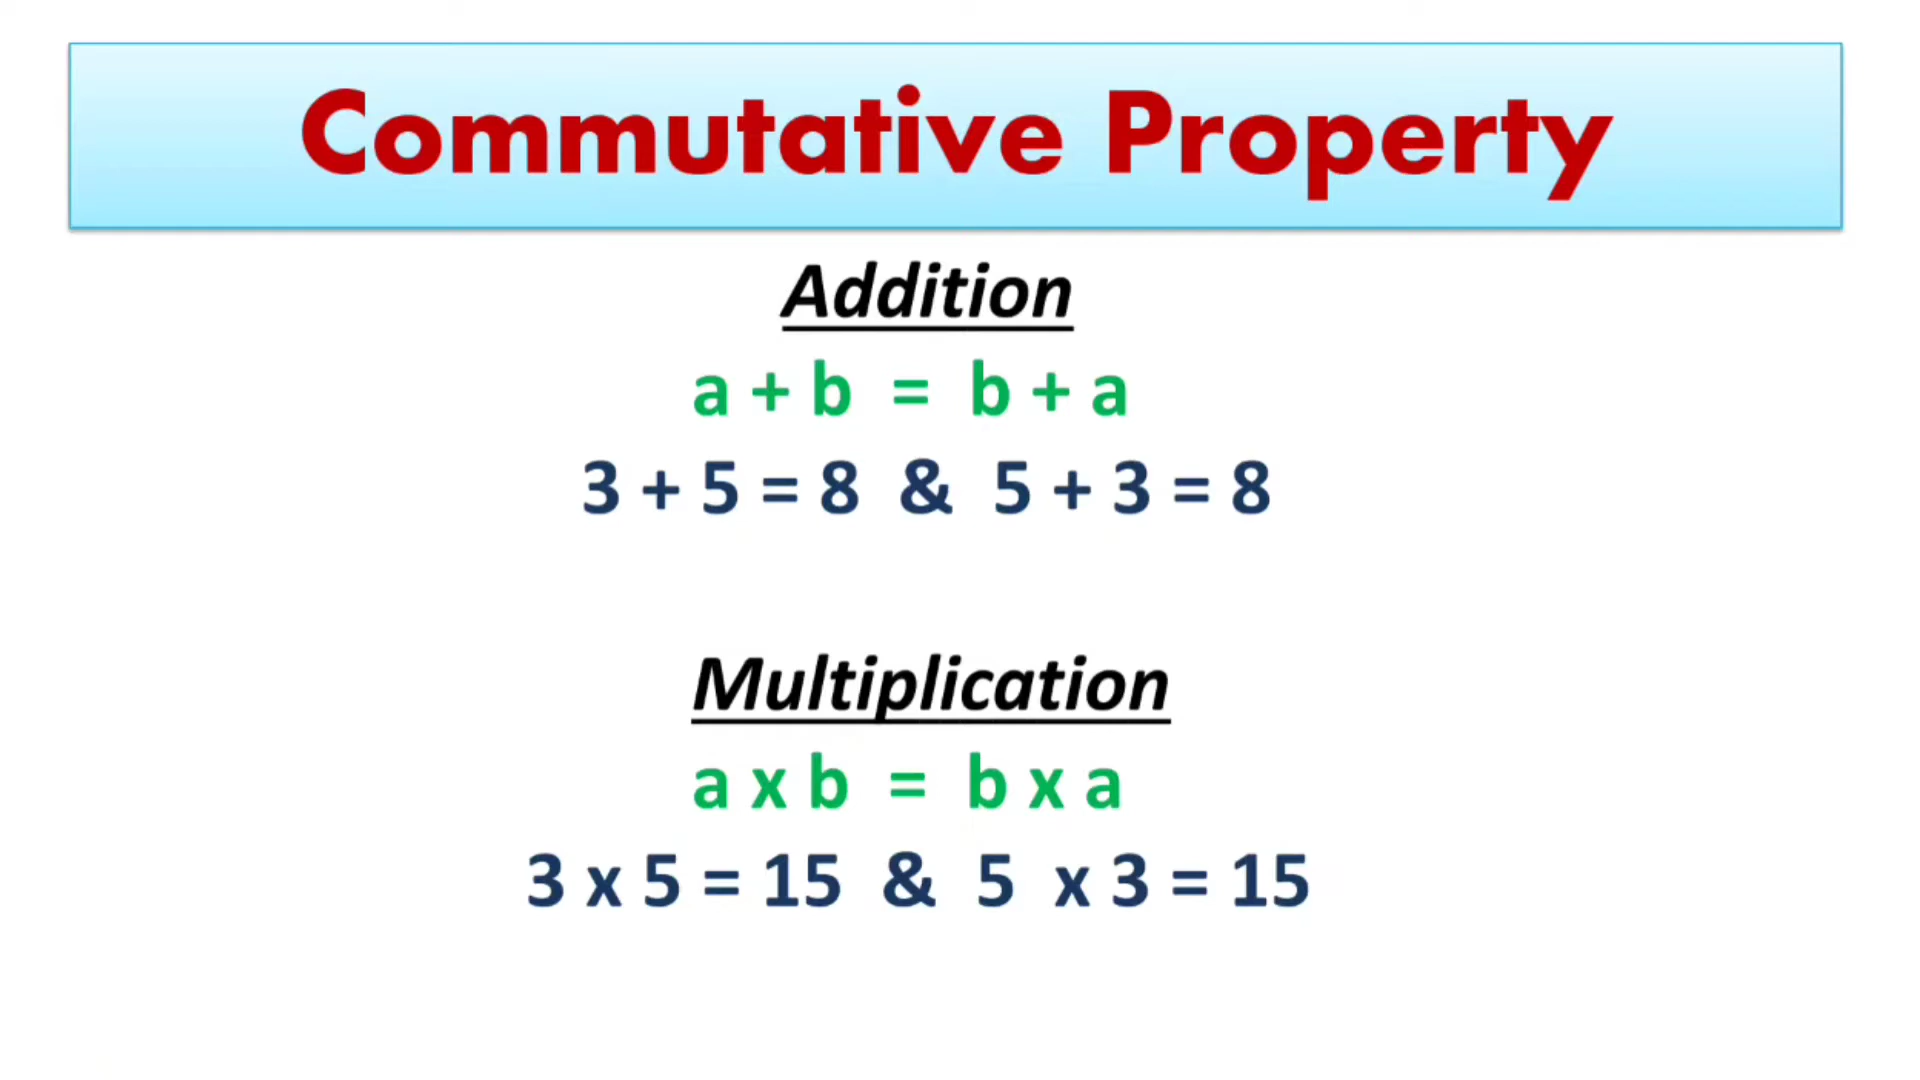 Commutative Property
Addition
a + b = b + a
3 + 5 = 8 & 5 + 3 = 8
Multiplication
a x b = b x a
3 x 5 = 15 & 5 x 3 = 15